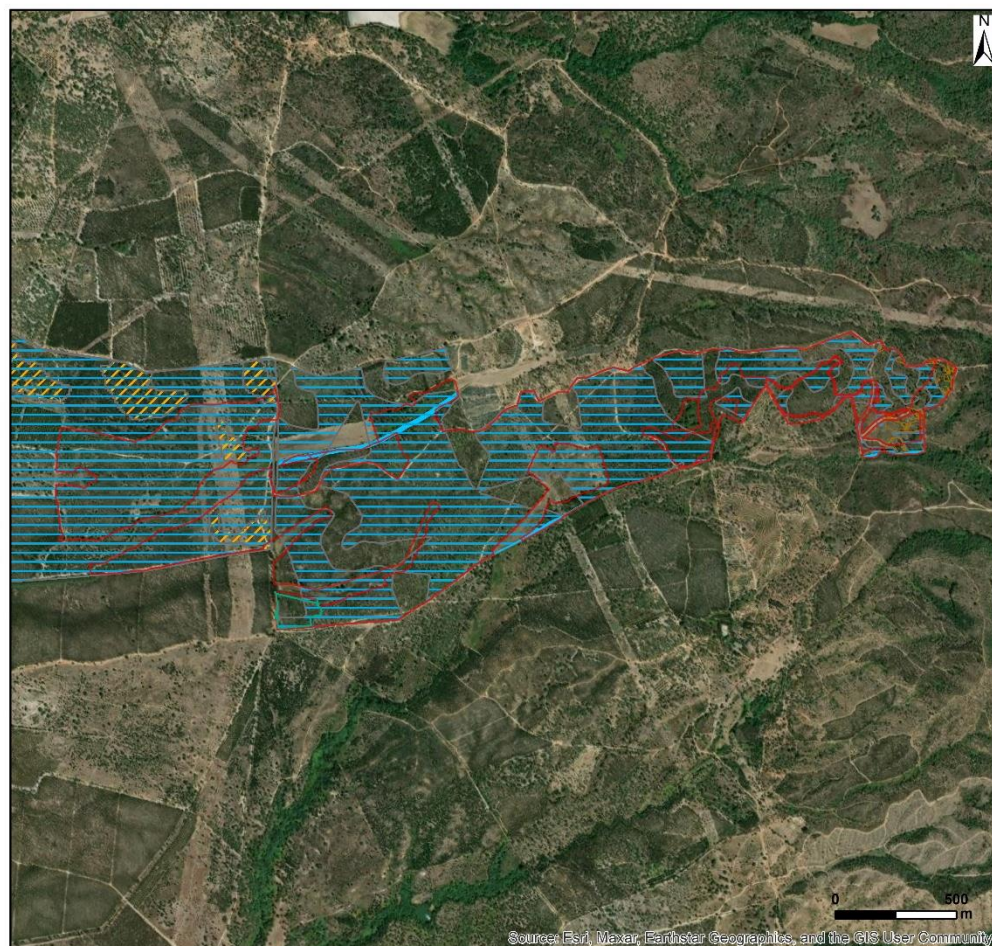 N
0 500
m
Source: Esri, Maxar, Earthstar Geographics, and the GIS User Community